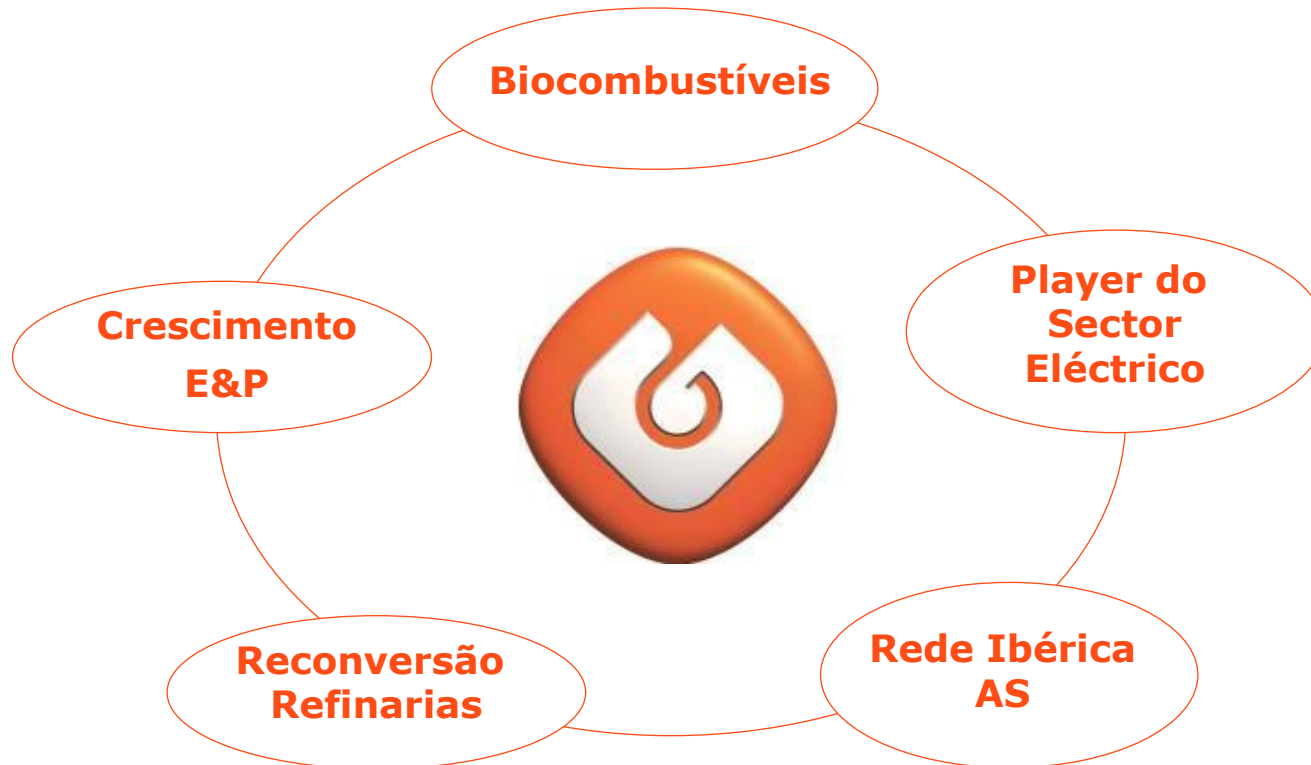 Biocombustíveis
Player do
Sector
Eléctrico
Crescimento
E&P
Rede Ibérica
AS
Reconversão
Refinarias